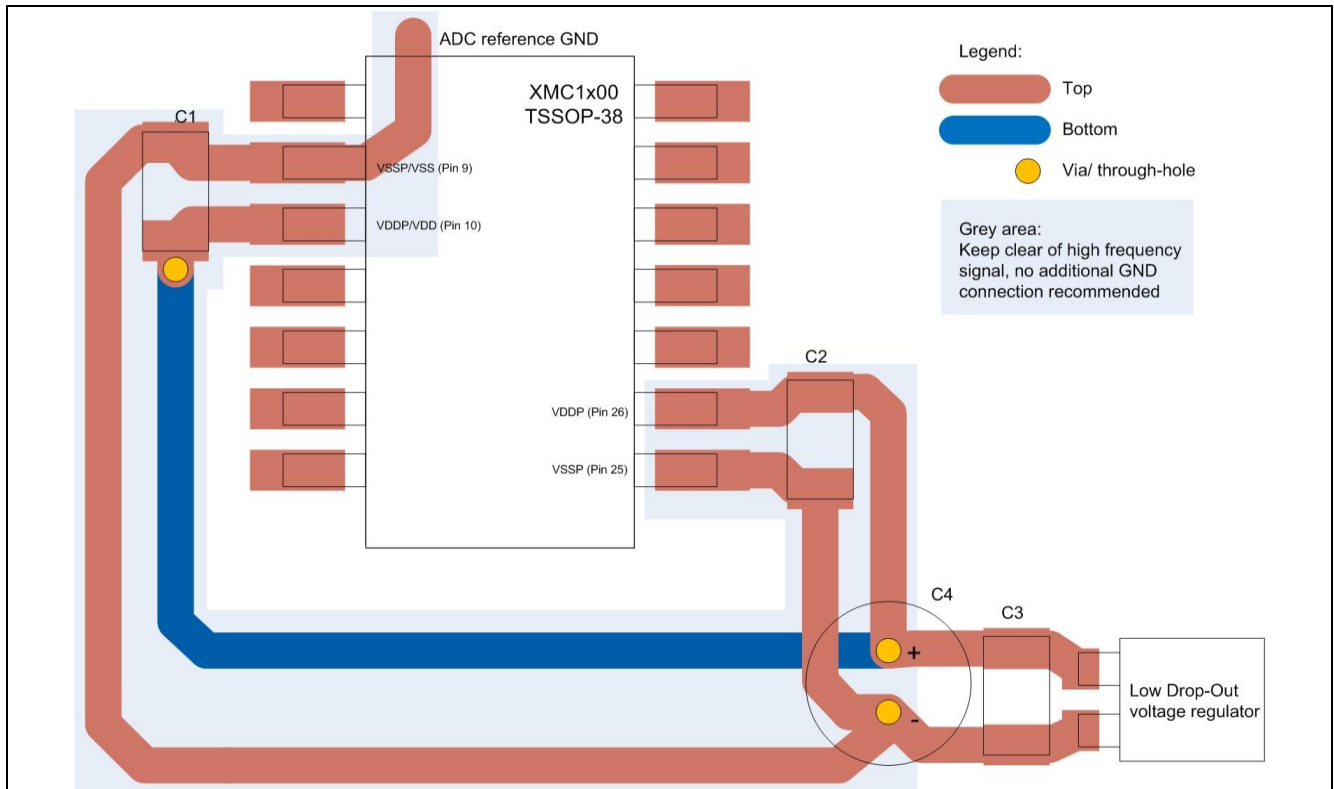 ADC reference GND
Legend:
XMC1x00
TSSOP-38
Top
C1
Bottom
VSSP/VSS (Pin 9)
Via/ through-hole
VDDP/VDD (Pin 10)
Grey area:
Keep clear of high frequency
signal, no additional GND
connection recommended
C2
VDDP (Pin 26)
VSSP (Pin 25)
C4
C3
+
-
Low Drop-Out
voltage regulator